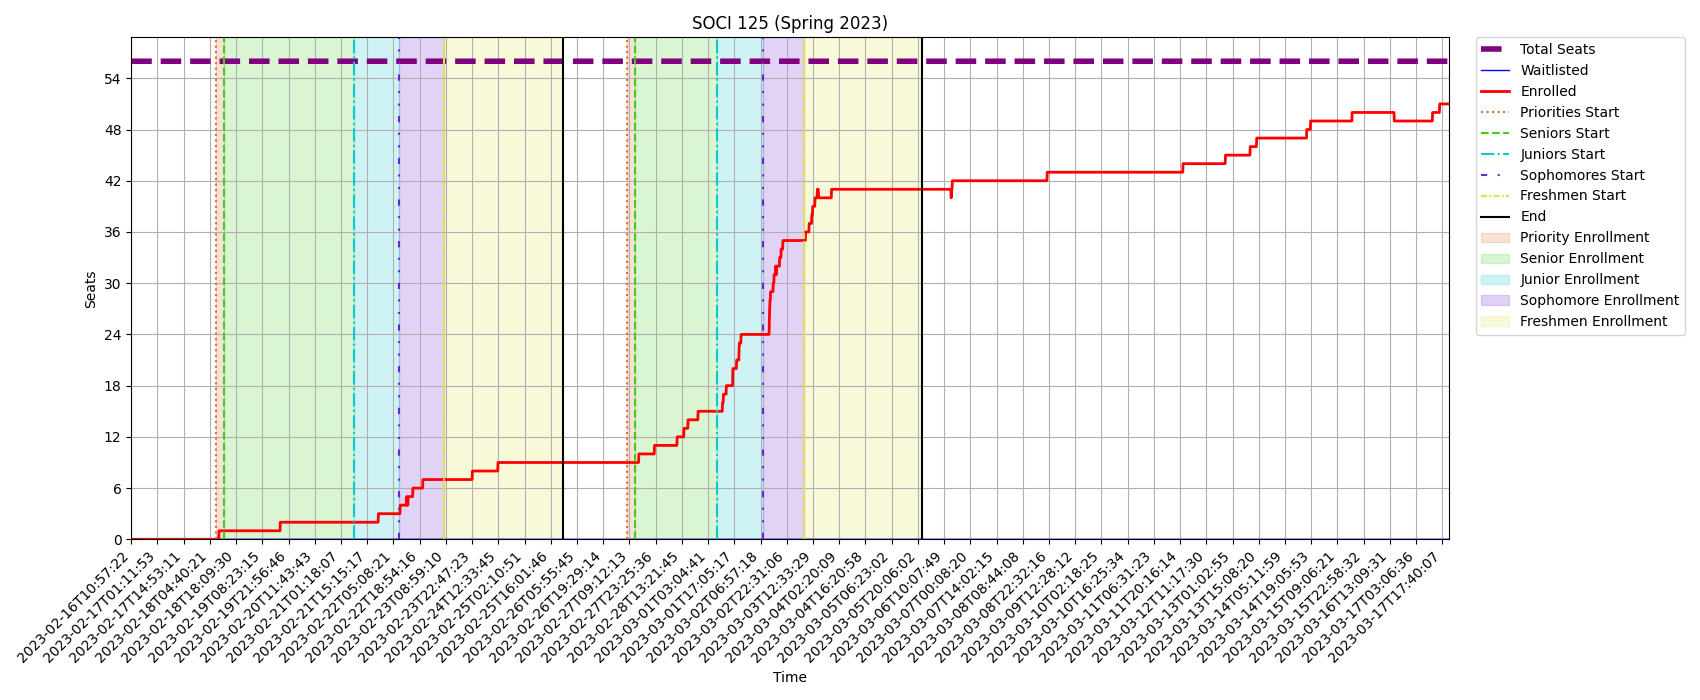 SOCI 125 (Spring 2023)
Total Seats
Waitlisted
Enrolled
Priorities Start
Seniors Start
Juniors Start
Sophomores Start
Freshmen Start
End
Priority Enrollment
Senior Enrollment
Junior Enrollment
Sophomore Enrollment
Freshmen Enrollment
Seats
54
48
42
36
30
24
18
12
6
0
2023-02-16T10:57:22
2023-02-17T01:11:53
2023-02-17T14:53:11
2023-02-18T04:40:21
2023-02-18T18:09:30
2023-02-19T08:23:15
2023-02-19T21:56:46
2023-02-20T11:43:43
2023-02-21T01:18:07
2023-02-21T15:15:17
2023-02-22T05:08:21
2023-02-22T18:54:16
2023-02-23T08:59:10
2023-02-23T22:47:23
2023-02-24T12:33:45
2023-02-25T02:10:51
2023-02-25T16:01:46
2023-02-26T05:55:45
2023-02-26T19:29:14
2023-02-27T09:12:13
2023-02-27T23:25:36
2023-02-28T13:21:45
2023-03-01T03:04:41
2023-03-01T17:05:17
2023-03-02T06:57:18
2023-03-02T22:31:06
2023-03-03T12:33:29
2023-03-04T02:20:09
2023-03-04T16:20:58
2023-03-05T06:23:02
2023-03-05T20:06:02
2023-03-06T10:07:49
2023-03-07T00:08:20
2023-03-07T14:02:15
2023-03-08T08:44:08
2023-03-08T22:32:16
2023-03-09T12:28:12
2023-03-10T02:18:25
2023-03-10T16:25:34
2023-03-11T06:31:23
2023-03-11T20:16:14
2023-03-12T11:17:30
2023-03-13T01:02:55
2023-03-13T15:08:20
2023-03-14T05:11:59
2023-03-14T19:05:53
2023-03-15T09:06:21
2023-03-15T22:58:32
2023-03-16T13:09:31
2023-03-17T03:06:36
2023-03-17T17:40:07
Time